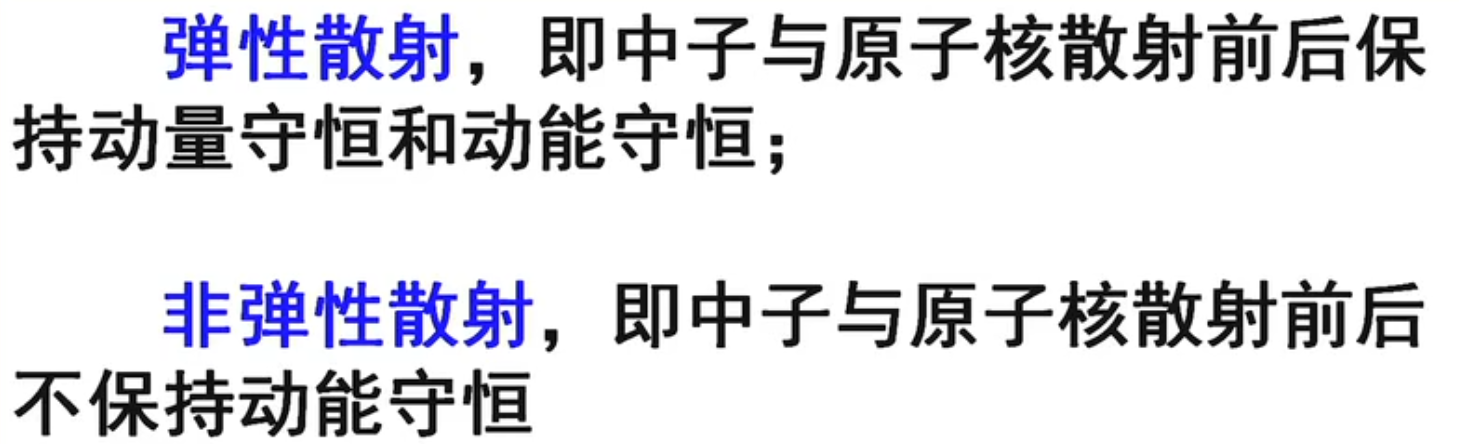 弹性散射，即中子与原子核散射前后保
持动量守恒和动能守恒；
非弹性散射，即中子与原子核散射前后
不保持动能守恒